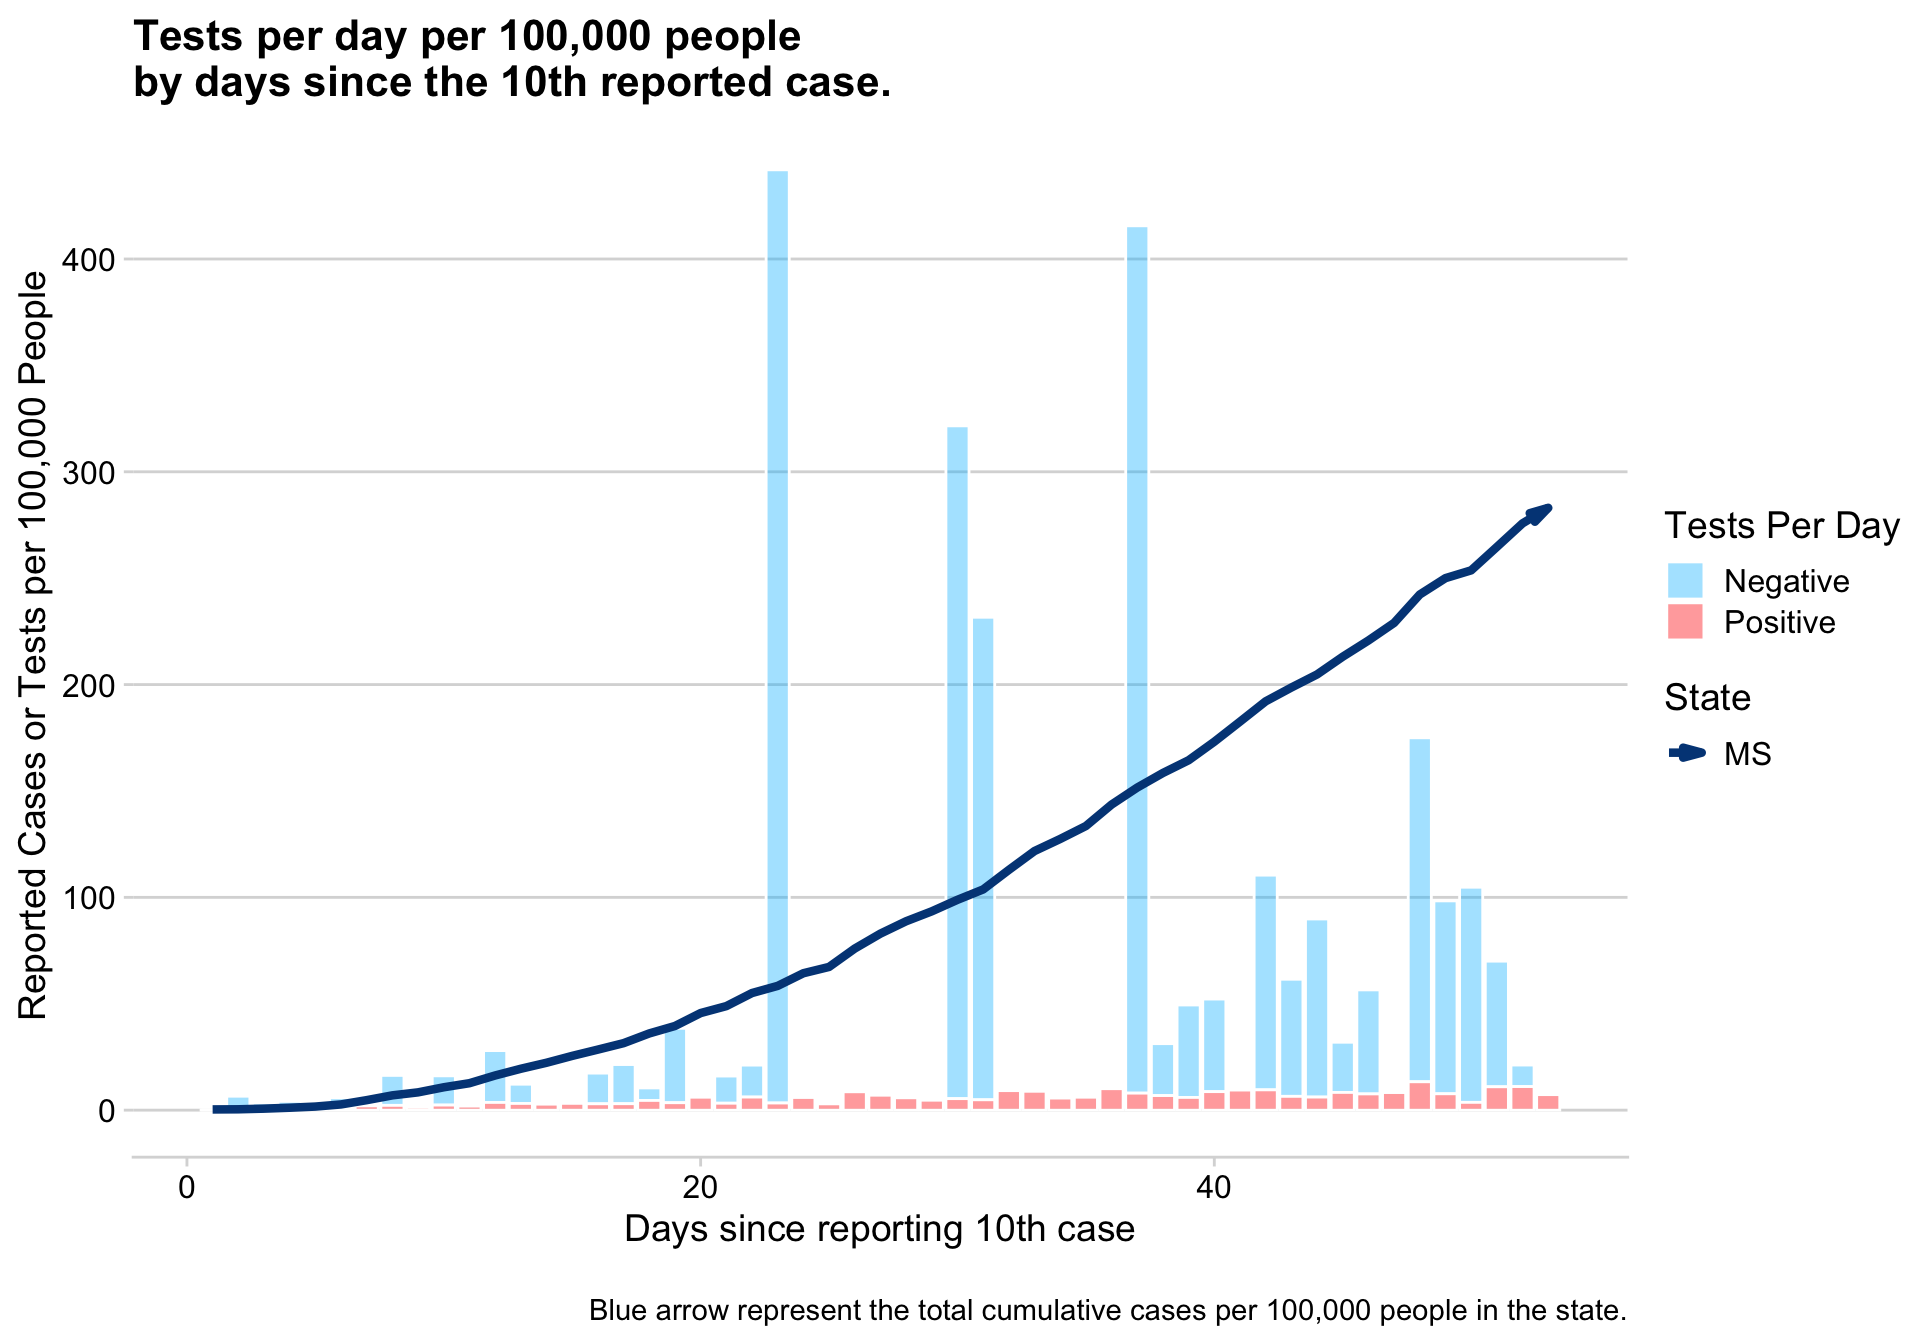 Tests per day per 100,000 people
by days since the 10th reported case.
Reported Cases or Tests per 100,000 People
400
300
200
100
0
0 20 40
Days since reporting 10th case
Tests Per Day
Negative
Positive
State
MS
Blue arrow represent the total cumulative cases per 100,000 people in the state.